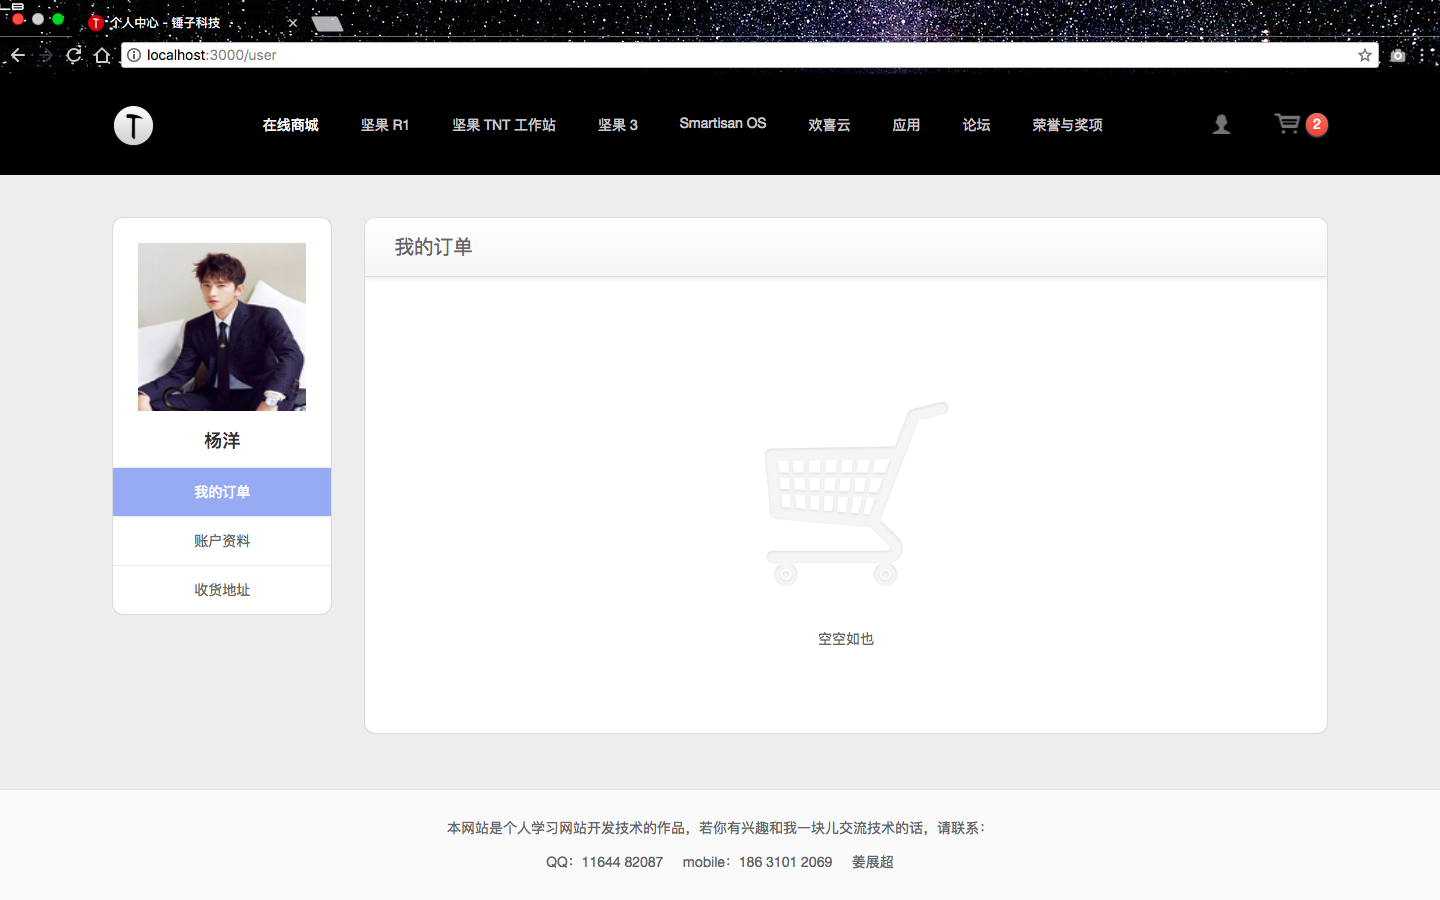 个人中心 - 锤子科技
localhost:3000/user
在线商城 坚果 R1 坚果 TNT 工作站 坚果 3 Smartisan OS 欢喜云 应用 论坛 荣誉与奖项 2
我的订单
杨洋
我的订单
账户资料
收货地址
空空如也
本网站是个人学习网站开发技术的作品，若你有兴趣和我一块儿交流技术的话，请联系：
QQ：11644 82087 mobile：186 3101 2069 姜展超